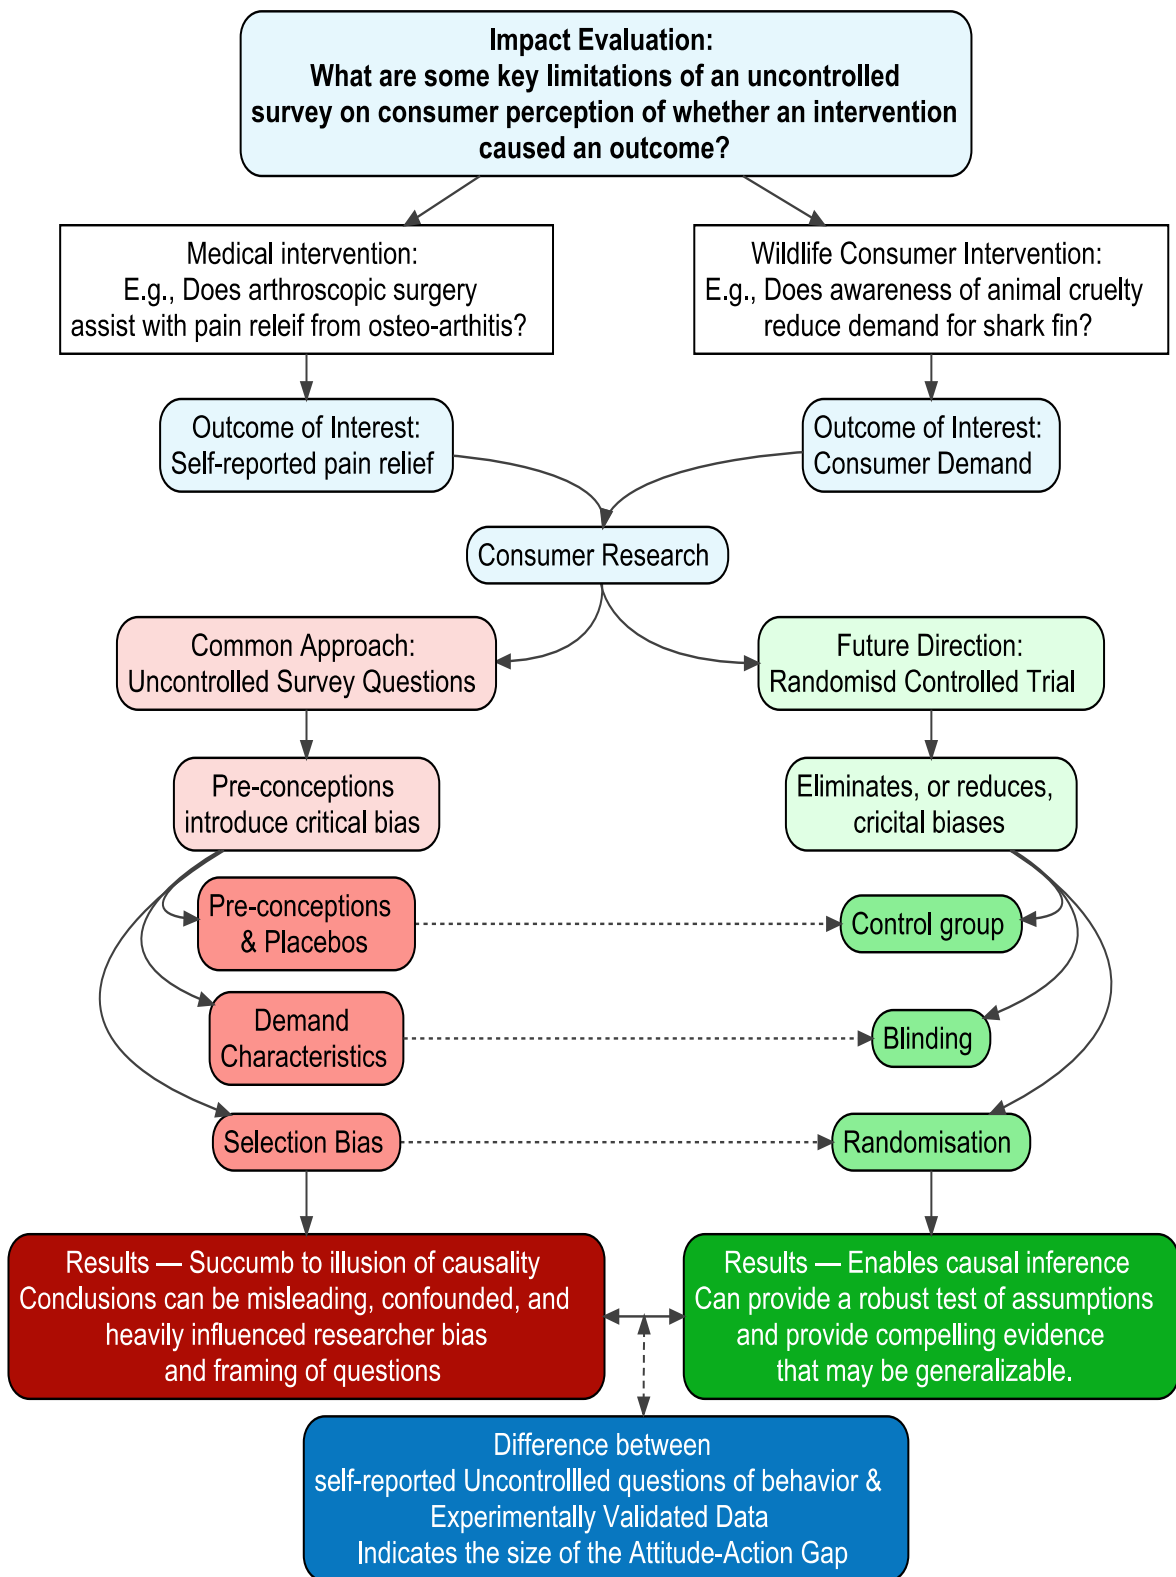 Impact Evaluation:
What are some key limitations of an uncontrolled
survey on consumer perception of whether an intervention
caused an outcome?
Medical intervention:
E.g., Does arthroscopic surgery
assist with pain releif from osteo-arthitis?
Wildlife Consumer Intervention:
E.g., Does awareness of animal cruelty
reduce demand for shark fin?
Outcome of Interest:
Self-reported pain relief
Outcome of Interest:
Consumer Demand
Consumer Research
Common Approach:
Uncontrolled Survey Questions
Future Direction:
Randomisd Controlled Trial
Pre-conceptions
introduce critical bias
Eliminates, or reduces,
cricital biases
Pre-conceptions
& Placebos
Control group
Demand
Characteristics
Blinding
Selection Bias
Randomisation
Results — Succumb to illusion of causality
Conclusions can be misleading, confounded, and
heavily influenced researcher bias
and framing of questions
Results — Enables causal inference
Can provide a robust test of assumptions
and provide compelling evidence
that may be generalizable.
Difference between
self-reported Uncontrollled questions of behavior &
Experimentally Validated Data
Indicates the size of the Attitude-Action Gap